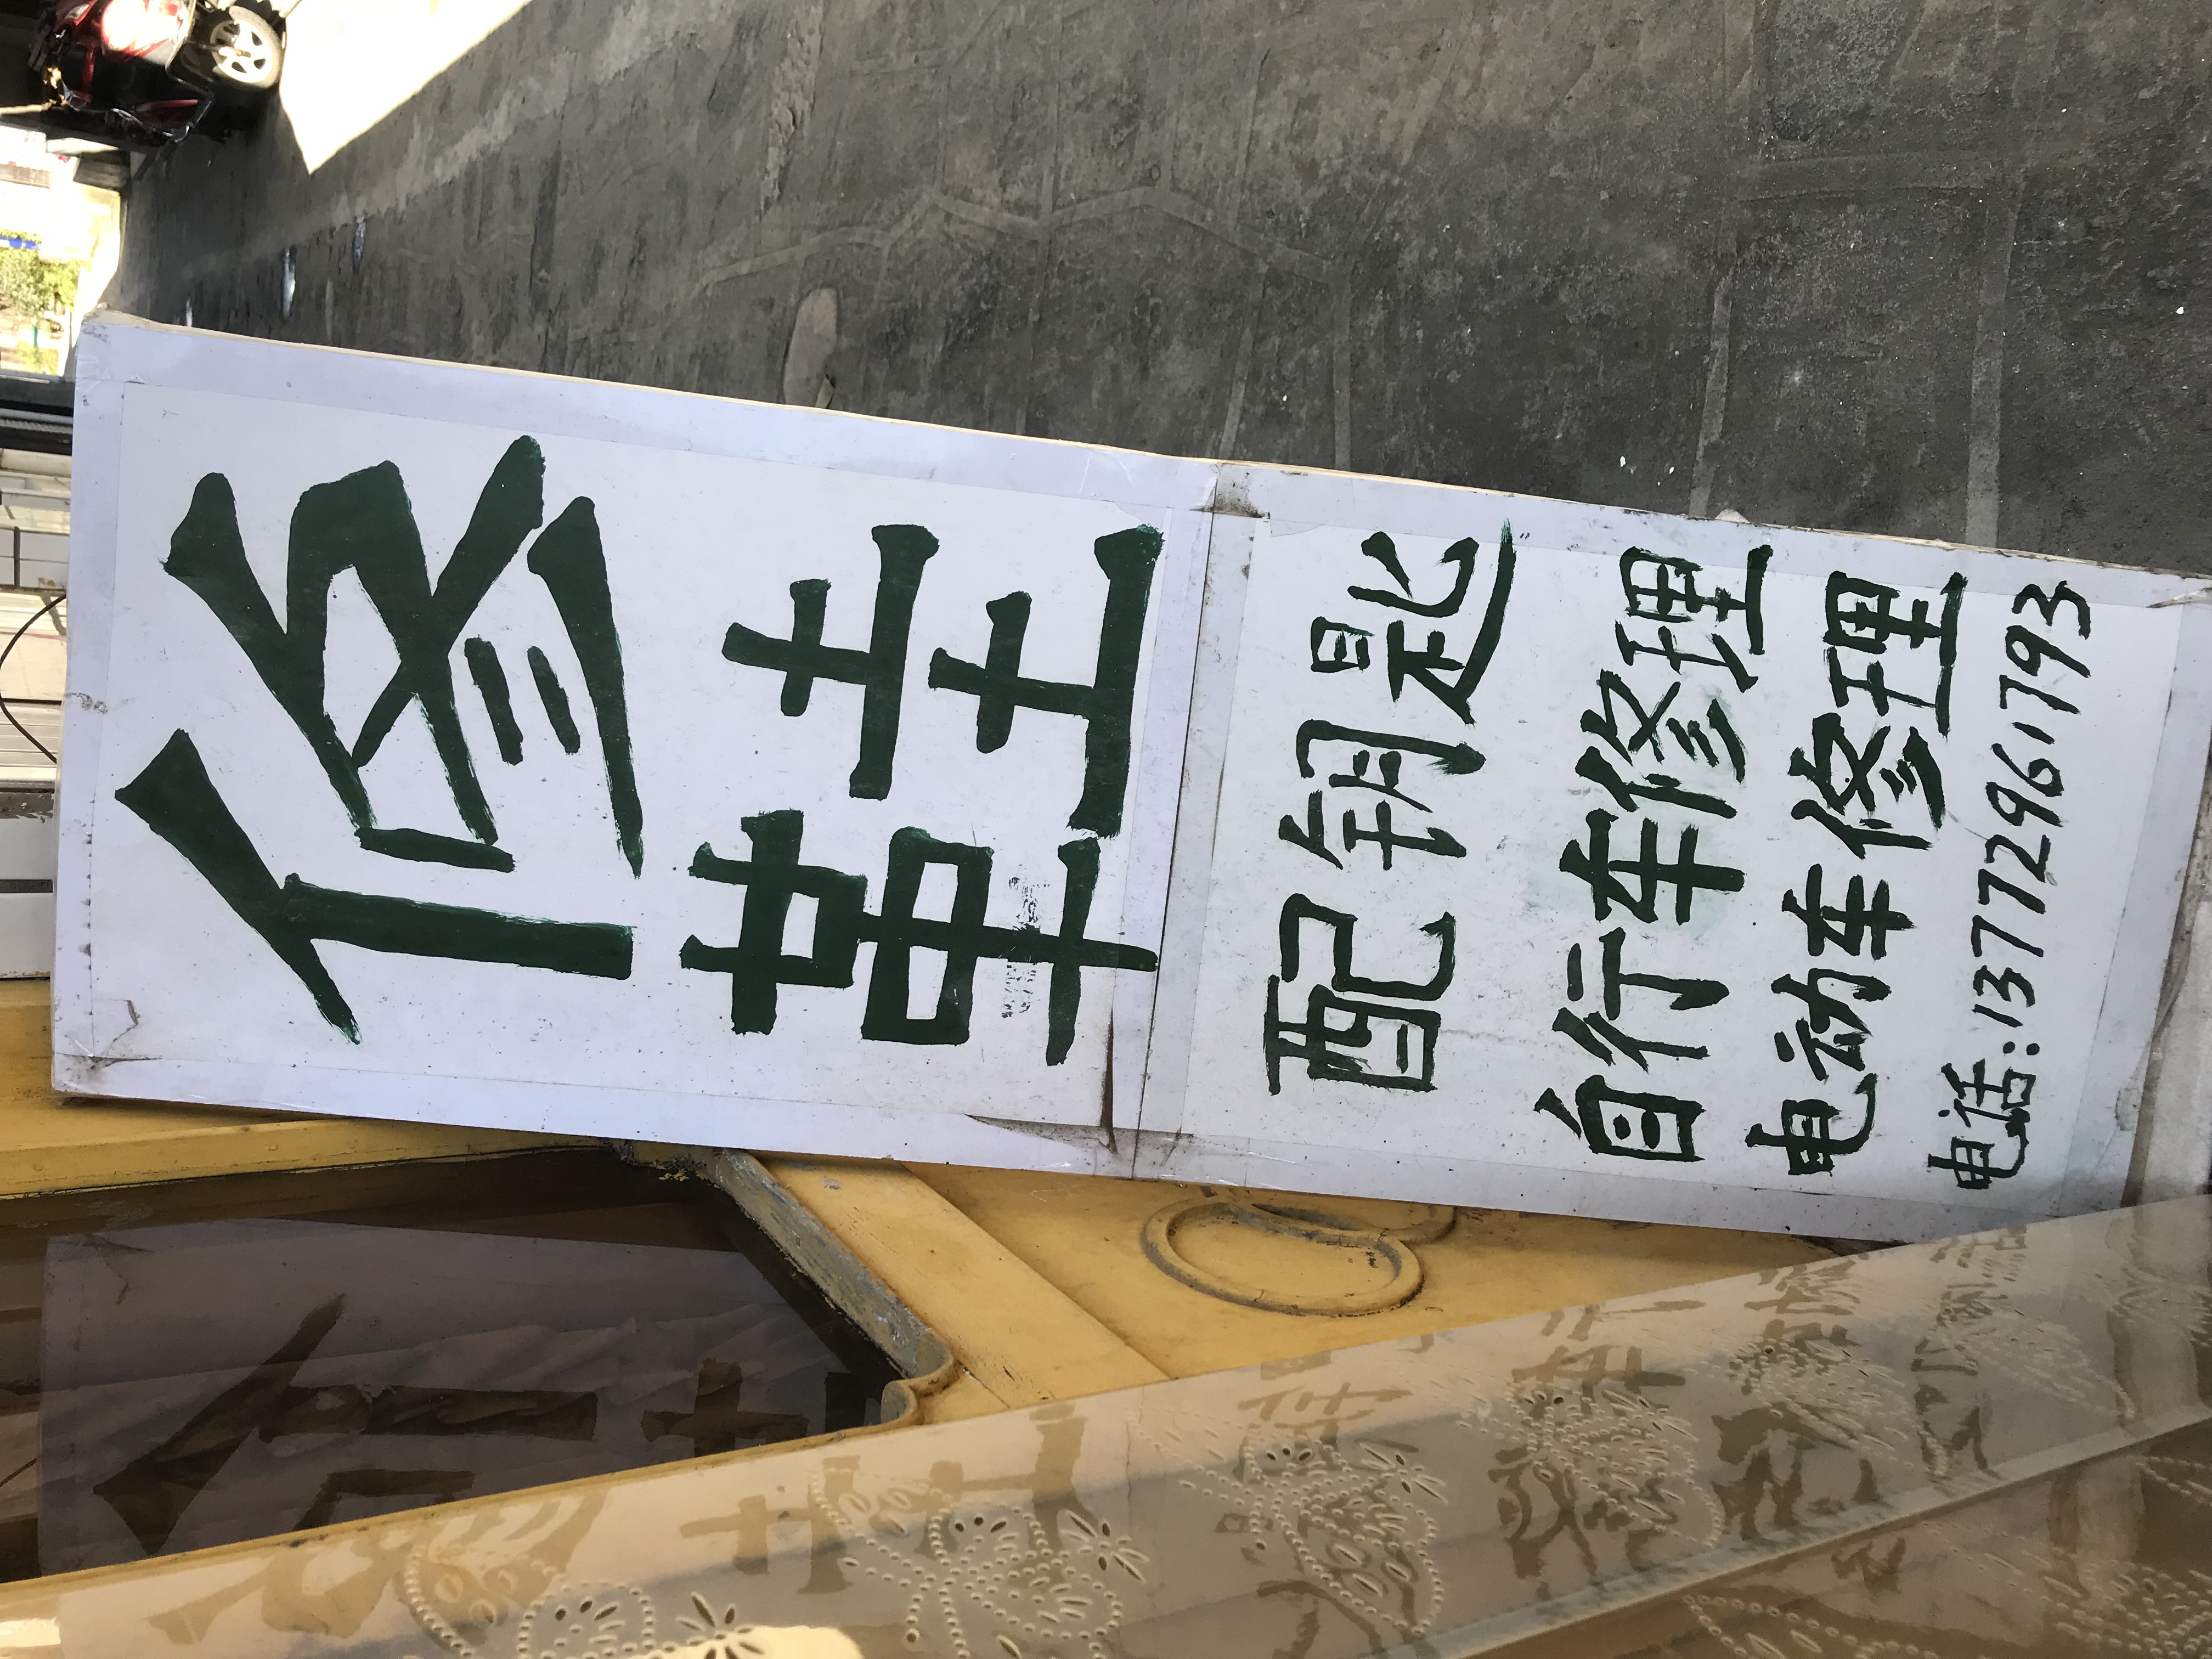 修
鞋
配钥匙
自行车修理
电动车修理
电话:13772961793